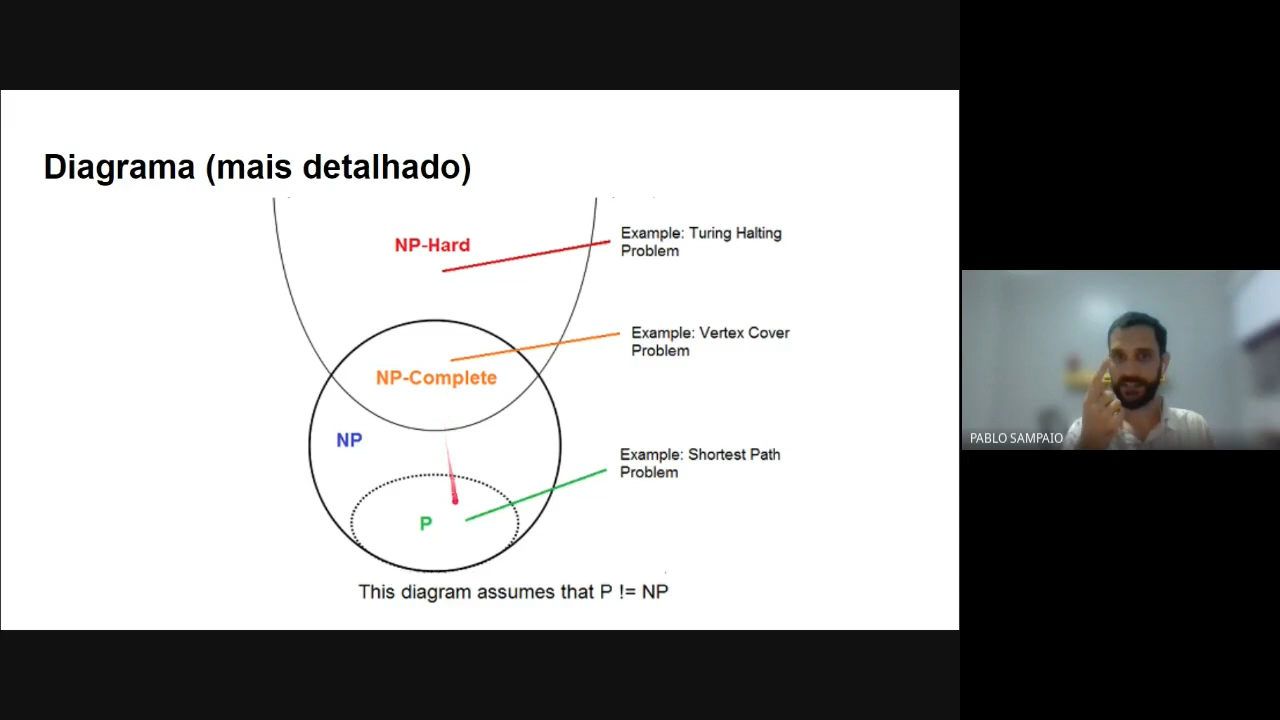 Diagrama (mais detalhado)
NP-Hard
Example: Turing Halting
Problem
Example: Vertex Cover
Problem
NP-Complete
NP
Example: Shortest Path
Problem
P
This diagram assumes that P != NP
PABLO SAMPAIO